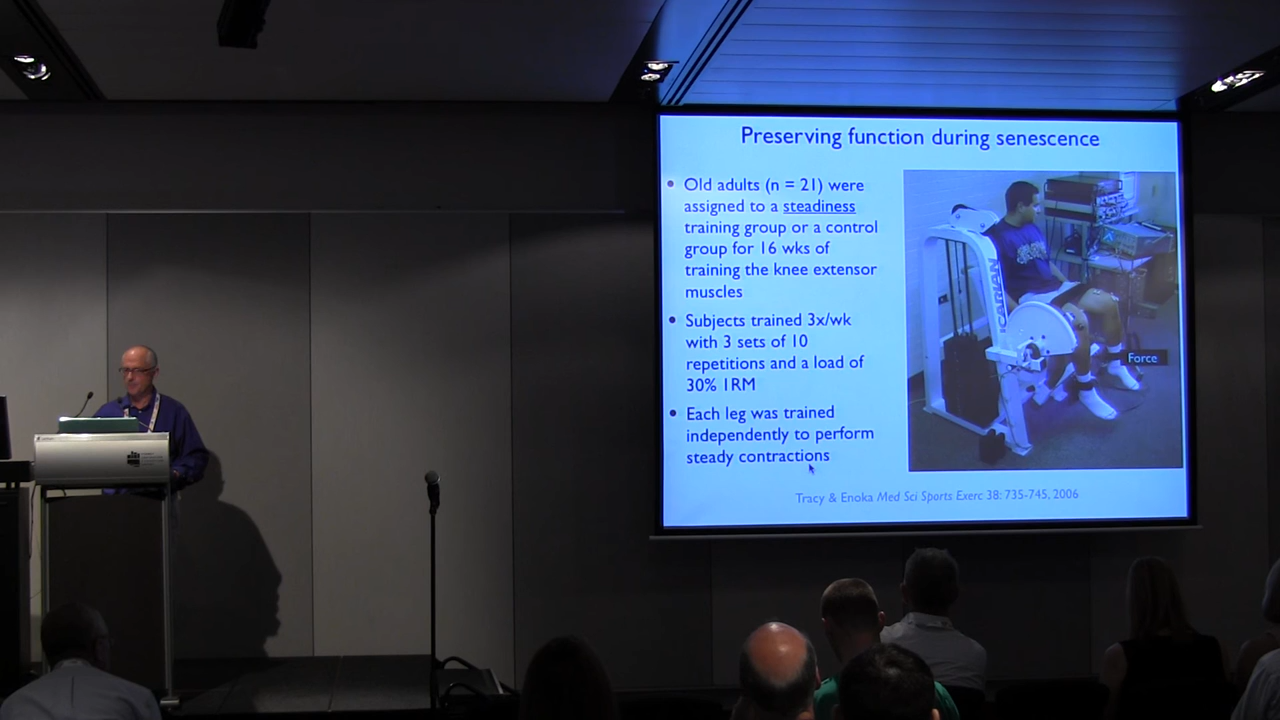 Preserving function during senescence
• Old adults (n = 21) were
assigned to a steadiness
training group or a control
group for 16 wks of
training the knee extensor
muscles
• Subjects trained 3x/wk
with 3 sets of 10
repetitions and a load of
30% 1RM
• Each leg was trained
independently to perform
steady contractions
ICARIAN
Force
Tracy & Enoka Med Sci Sports Exerc 38: 735-745, 2006